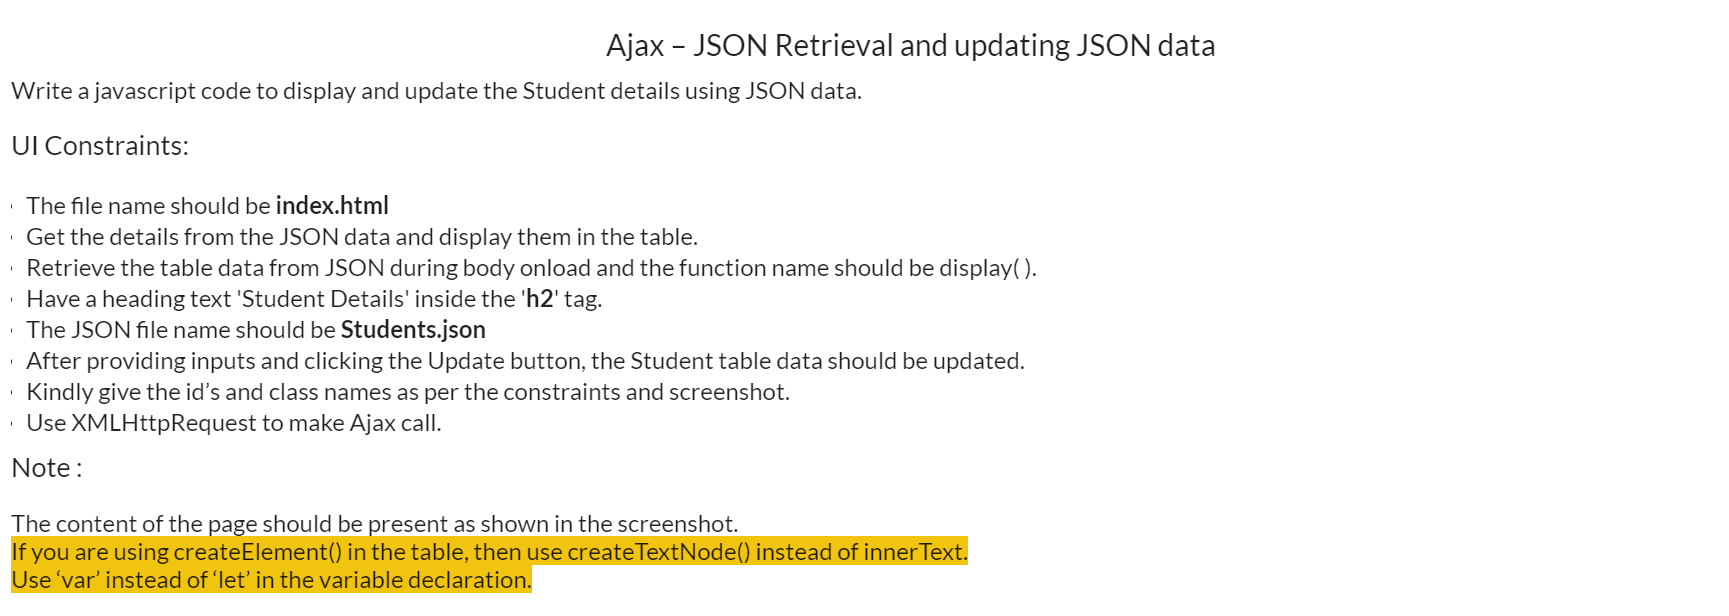 Ajax – JSON Retrieval and updating JSON data
Write a javascript code to display and update the Student details using JSON data.
UI Constraints:
· The file name should be index.html
· Get the details from the JSON data and display them in the table.
· Retrieve the table data from JSON during body onload and the function name should be display( ).
· Have a heading text 'Student Details' inside the 'h2' tag.
· The JSON file name should be Students.json
· After providing inputs and clicking the Update button, the Student table data should be updated.
· Kindly give the id’s and class names as per the constraints and screenshot.
· Use XMLHttpRequest to make Ajax call.
Note :
The content of the page should be present as shown in the screenshot.
If you are using createElement() in the table, then use createTextNode() instead of innerText.
Use ‘var’ instead of ‘let’ in the variable declaration.